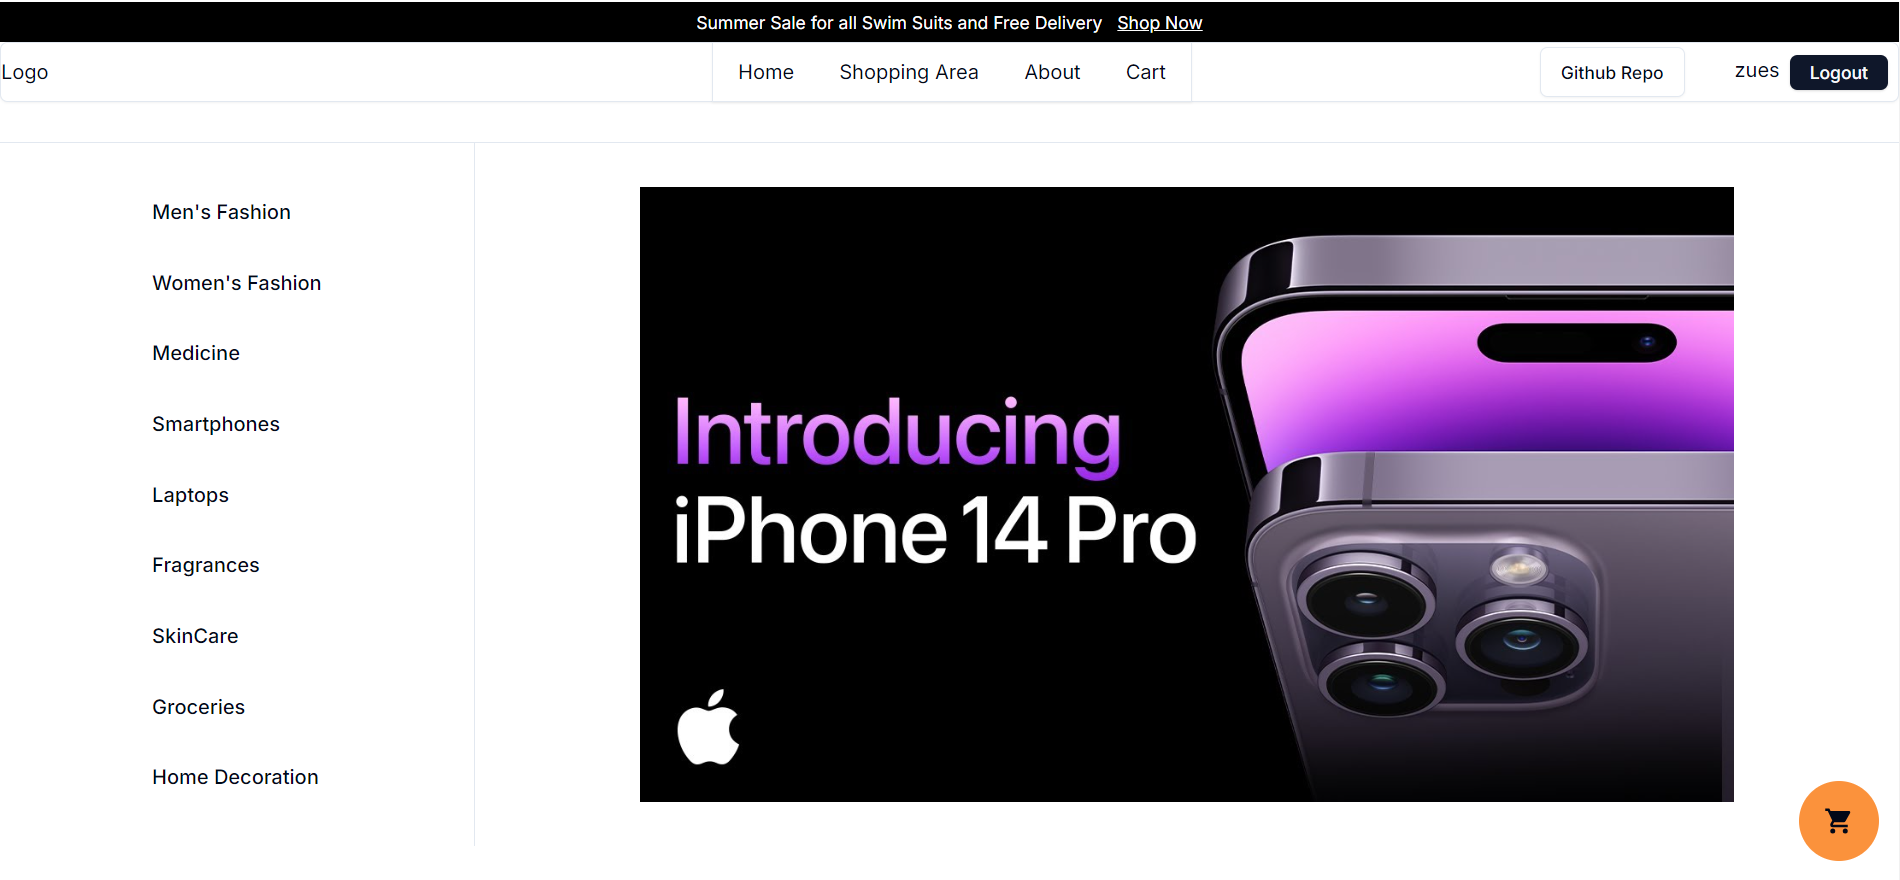 Summer Sale for all Swim Suits and Free Delivery Shop Now
Logo Home Shopping Area About Cart Github Repo zues Logout
Men's Fashion
Women's Fashion
Medicine
Smartphones
Laptops
Fragrances
SkinCare
Groceries
Home Decoration
Introducing
iPhone 14 Pro